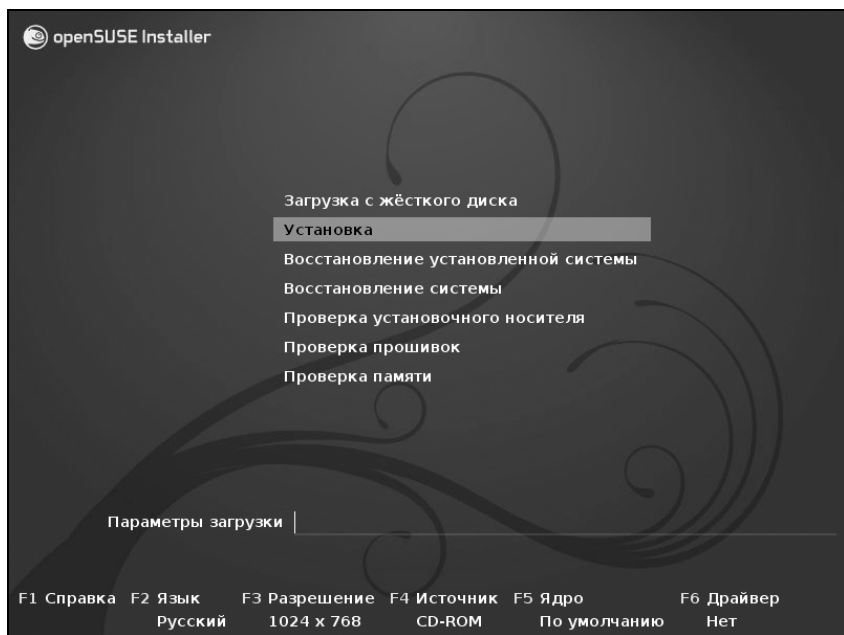 openSUSE Installer
Загрузка с жёсткого диска
Установка
Восстановление установленной системы
Восстановление системы
Проверка установочного носителя
Проверка прошивок
Проверка памяти
Параметры загрузки
F1 Справка F2 Язык F3 Разрешение F4 Источник F5 Ядро F6 Драйвер
Русский 1024 x 768 CD-ROM По умолчанию Нет